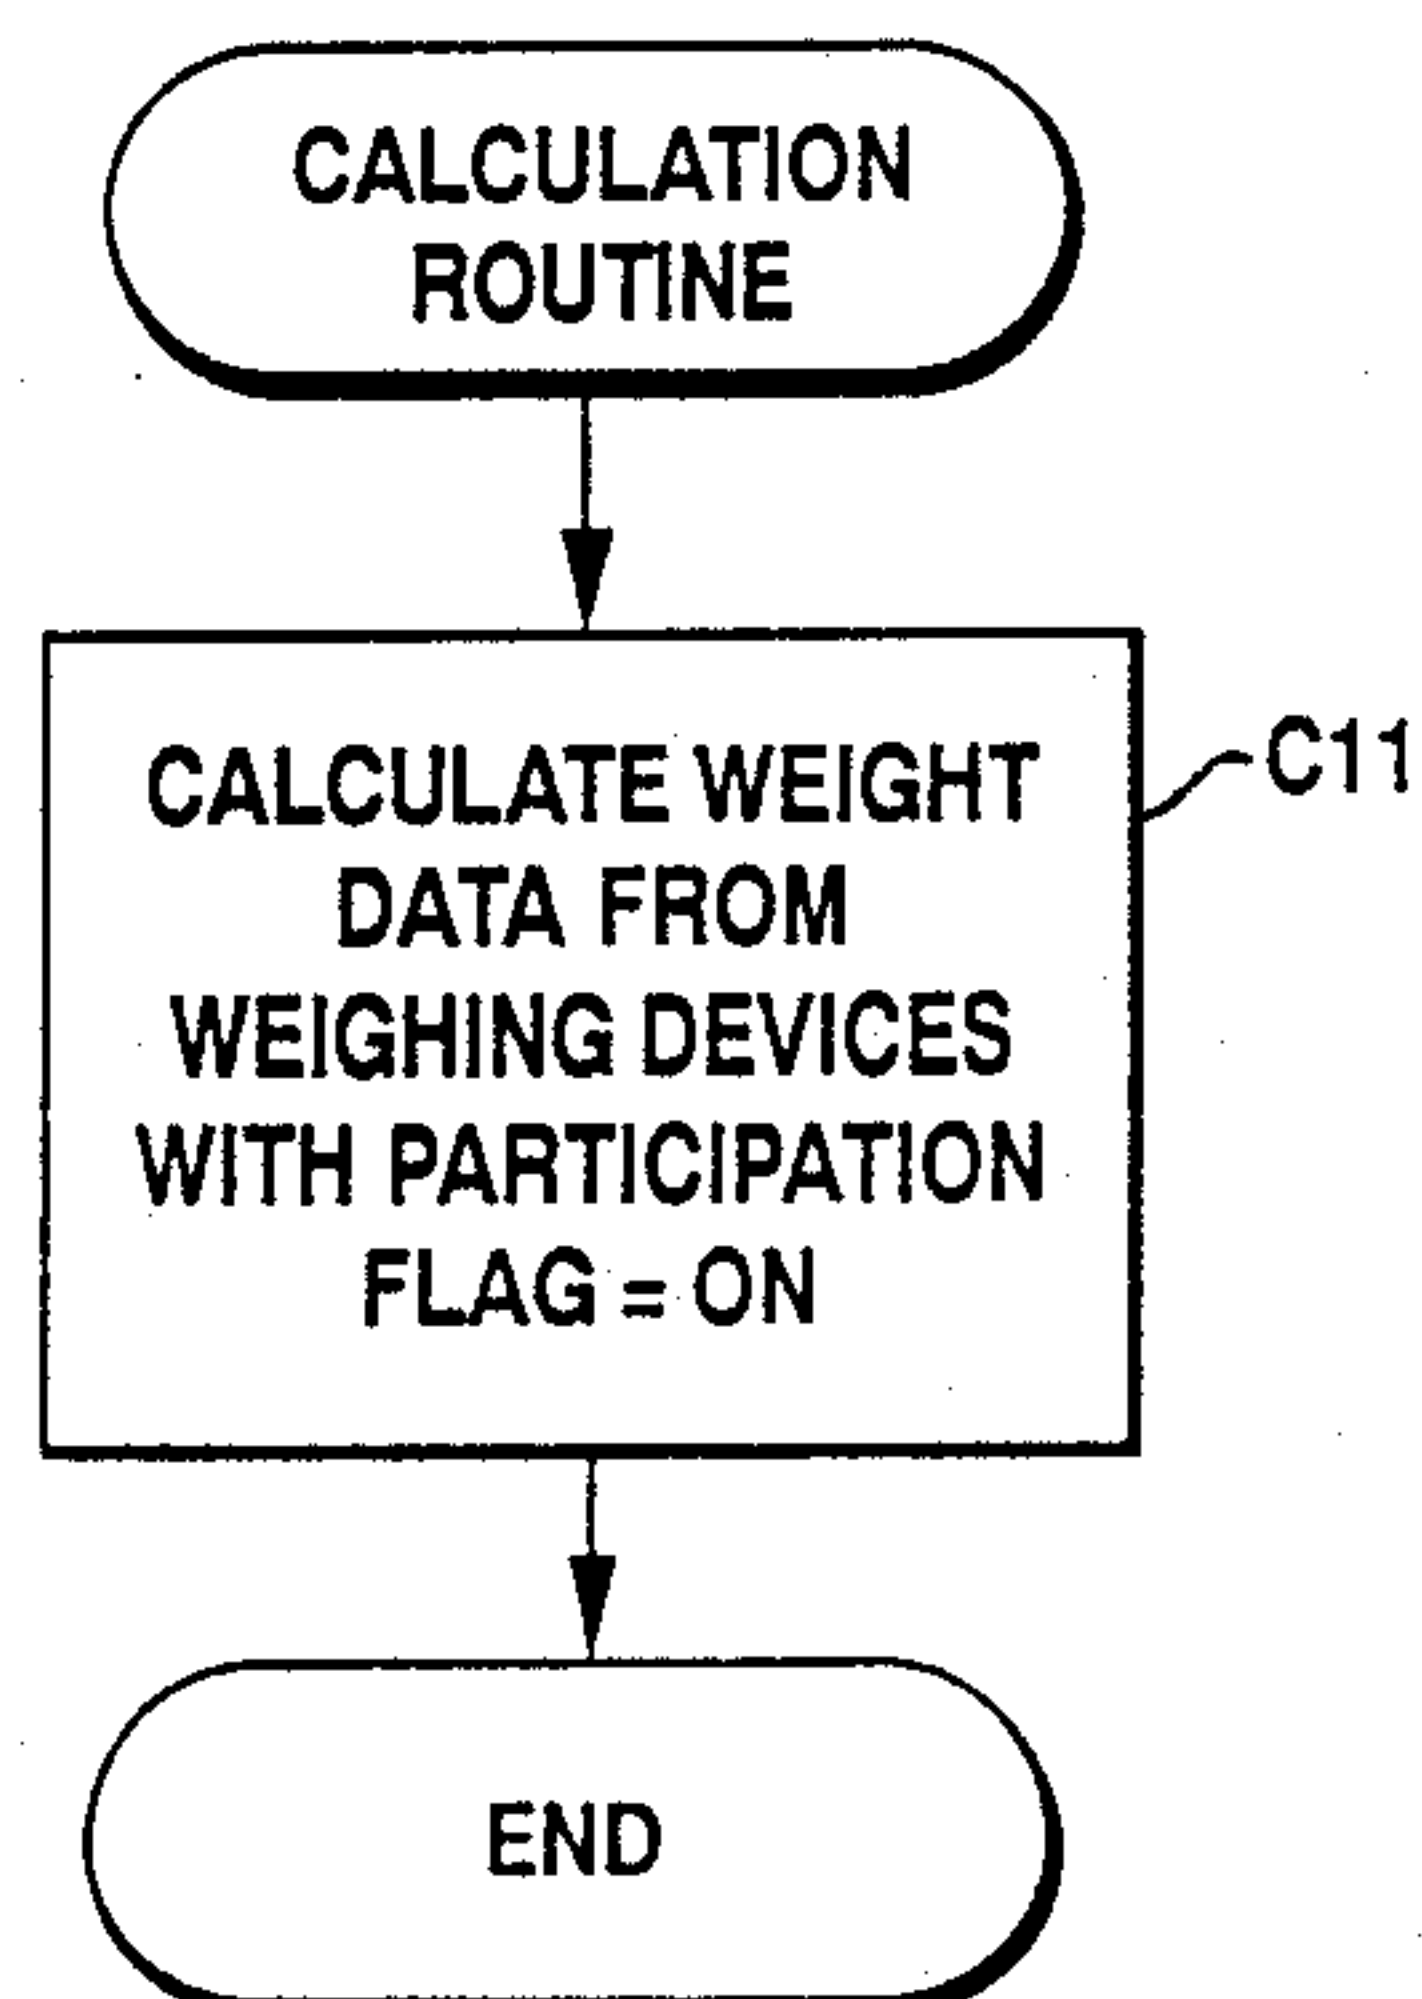 CALCULATION
ROUTINE
CALCULATE WEIGHT
DATA FROM
WEIGHING DEVICES
WITH PARTICIPATION
FLAG = ON
C11
END